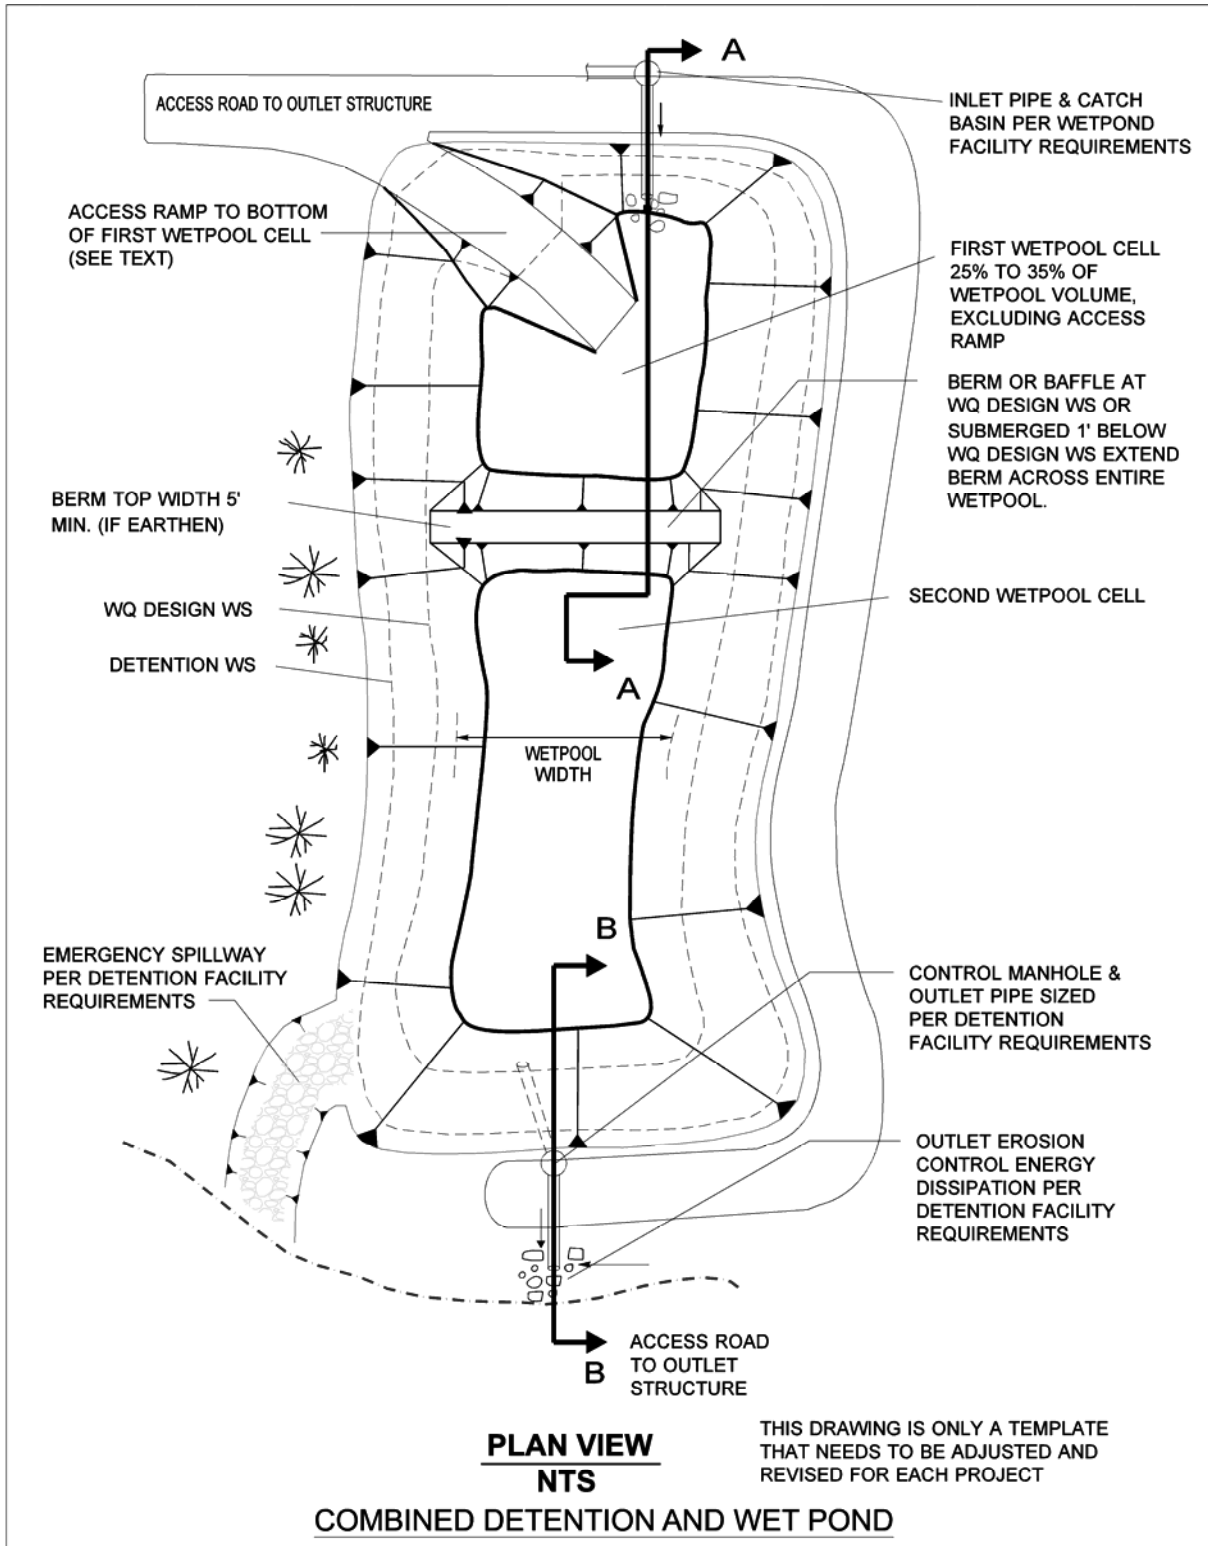 A
ACCESS ROAD TO OUTLET STRUCTURE
INLET PIPE & CATCH
BASIN PER WETPOND
FACILITY REQUIREMENTS
ACCESS RAMP TO BOTTOM
OF FIRST WETPOOL CELL
(SEE TEXT)
FIRST WETPOOL CELL
25% TO 35% OF
WETPOOL VOLUME,
EXCLUDING ACCESS
RAMP
BERM OR BAFFLE AT
WQ DESIGN WS OR
SUBMERGED 1' BELOW
WQ DESIGN WS EXTEND
BERM ACROSS ENTIRE
WETPOOL.
BERM TOP WIDTH 5'
MIN. (IF EARTHEN)
WQ DESIGN WS
SECOND WETPOOL CELL
DETENTION WS
A
WETPOOL
WIDTH
B
EMERGENCY SPILLWAY
PER DETENTION FACILITY
REQUIREMENTS
CONTROL MANHOLE &
OUTLET PIPE SIZED
PER DETENTION
FACILITY REQUIREMENTS
OUTLET EROSION
CONTROL ENERGY
DISSIPATION PER
DETENTION FACILITY
REQUIREMENTS
B
ACCESS ROAD
TO OUTLET
STRUCTURE
PLAN VIEW
NTS
THIS DRAWING IS ONLY A TEMPLATE
THAT NEEDS TO BE ADJUSTED AND
REVISED FOR EACH PROJECT
COMBINED DETENTION AND WET POND